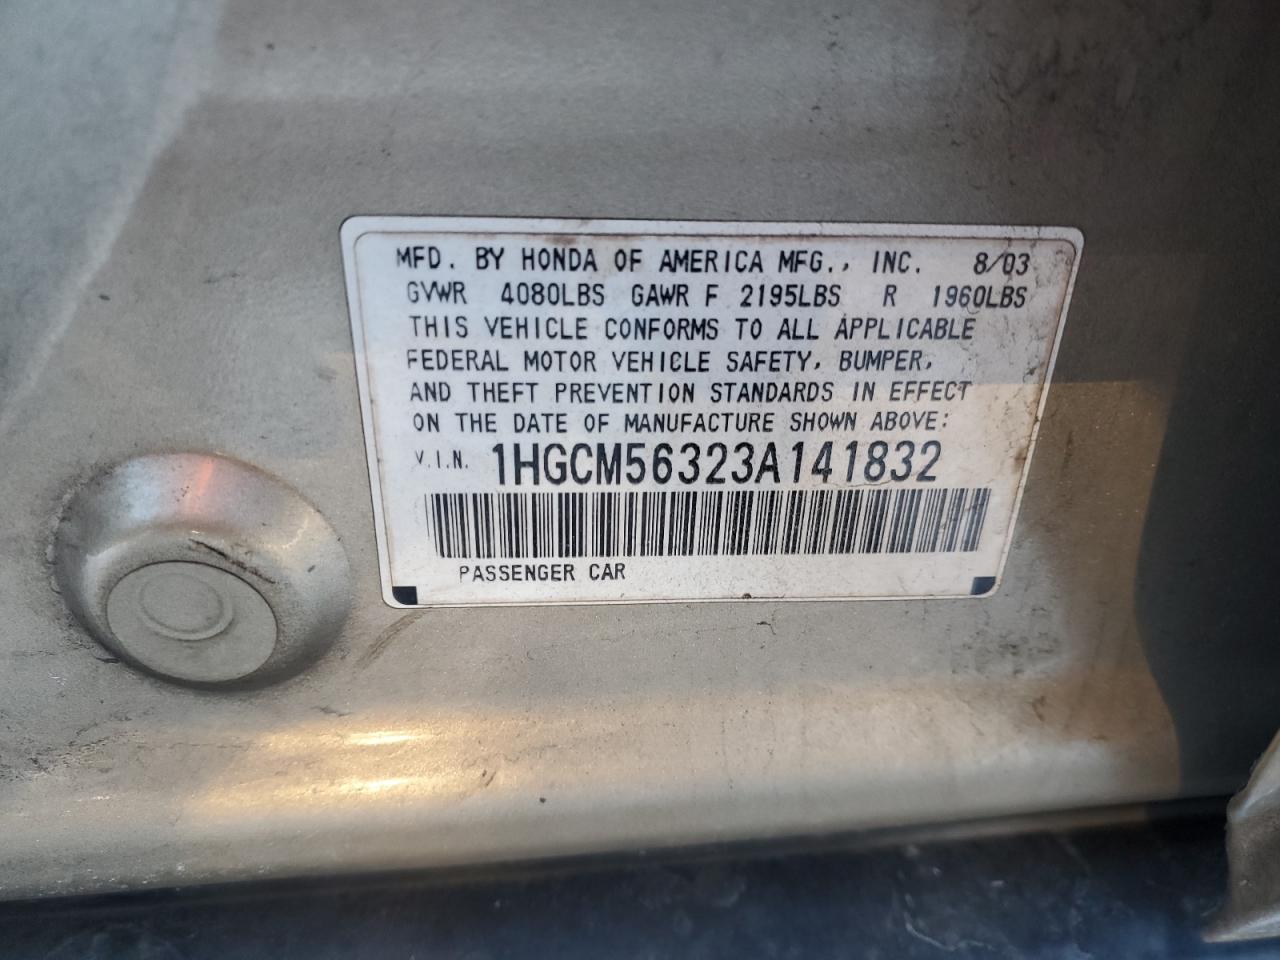 MFD. BY HONDA OF AMERICA MFG., INC. 8/03
GVWR 4080LBS GAWR F 2195LBS R 1960LBS
THIS VEHICLE CONFORMS TO ALL APPLICABLE
FEDERAL MOTOR VEHICLE SAFETY, BUMPER,
AND THEFT PREVENTION STANDARDS IN EFFECT
ON THE DATE OF MANUFACTURE SHOWN ABOVE:
V.I.N. 1HGCM56323A141832
PASSENGER CAR